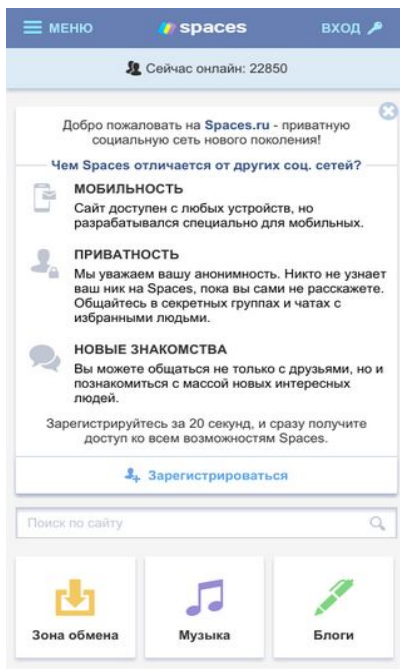 МЕНЮ spaces ВХОД
Сейчас онлайн: 22850
Добро пожаловать на Spaces.ru - приватную
социальную сеть нового поколения!
Чем Spaces отличается от других соц. сетей?
МОБИЛЬНОСТЬ
Сайт доступен с любых устройств, но
разрабатывался специально для мобильных.
ПРИВАТНОСТЬ
Мы уважаем вашу анонимность. Никто не узнает
ваш ник на Spaces, пока вы сами не расскажете.
Общайтесь в секретных группах и чатах с
избранными людьми.
НОВЫЕ ЗНАКОМСТВА
Вы можете общаться не только с друзьями, но и
познакомиться с массой новых интересных
людей.
Зарегистрируйтесь за 20 секунд, и сразу получите
доступ ко всем возможностям Spaces.
Зарегистрироваться
Поиск по сайту
Зона обмена Музыка Блоги